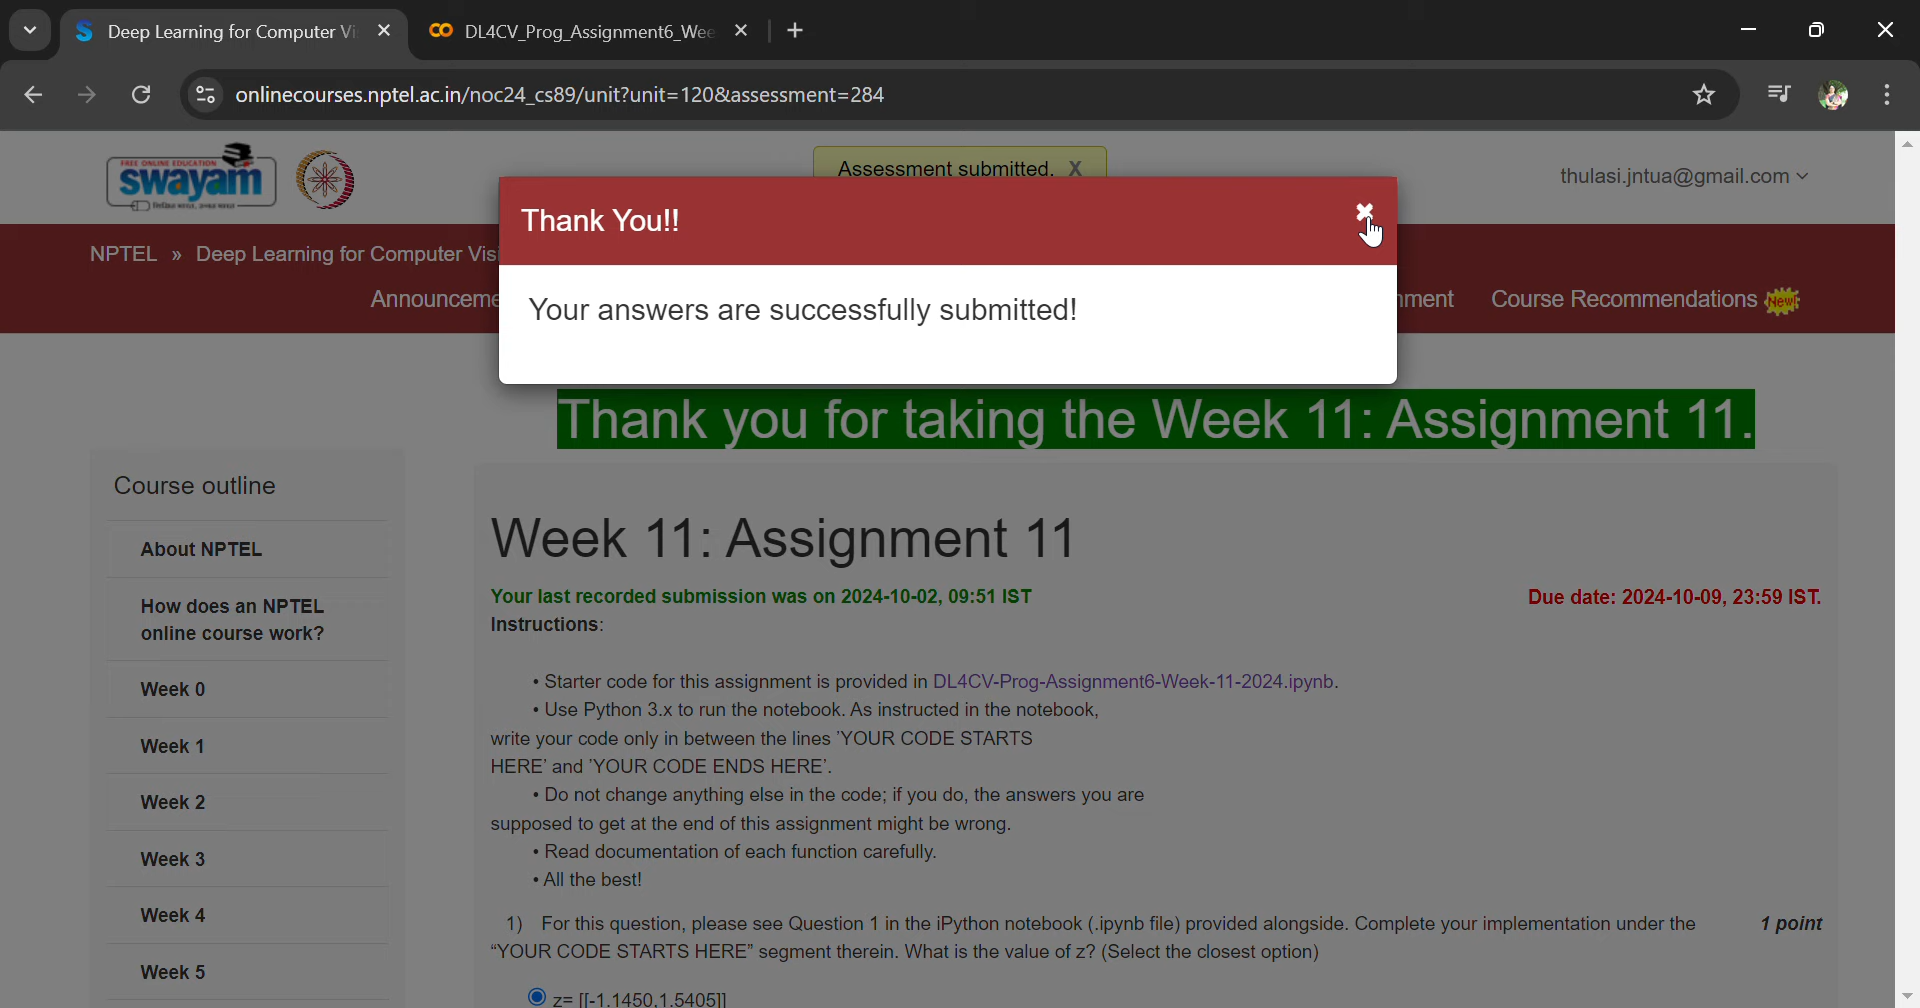 Deep Learning for Computer Vi
DL4CV_Prog_Assignment6_Wee
onlinecourses.nptel.ac.in/noc24_cs89/unit?unit=120&assessment=284
FREE ONLINE EDUCATION
swayam
Assessment submitted. X
thulasi.jntua@gmail.com
Thank You!!
NPTEL » Deep Learning for Computer Vis
Announceme
nment
Course Recommendations New!
Your answers are successfully submitted!
Thank you for taking the Week 11: Assignment 11.
Course outline
About NPTEL
How does an NPTEL
online course work?
Week 0
Week 1
Week 2
Week 3
Week 4
Week 5
Week 11: Assignment 11
Your last recorded submission was on 2024-10-02, 09:51 IST
Due date: 2024-10-09, 23:59 IST.
Instructions:
• Starter code for this assignment is provided in DL4CV-Prog-Assignment6-Week-11-2024.ipynb.
• Use Python 3.x to run the notebook. As instructed in the notebook,
write your code only in between the lines 'YOUR CODE STARTS
HERE' and 'YOUR CODE ENDS HERE'.
• Do not change anything else in the code; if you do, the answers you are
supposed to get at the end of this assignment might be wrong.
• Read documentation of each function carefully.
• All the best!
1) For this question, please see Question 1 in the iPython notebook (.ipynb file) provided alongside. Complete your implementation under the
1 point
“YOUR CODE STARTS HERE” segment therein. What is the value of z? (Select the closest option)
z= [[-1.1450,1.5405]]